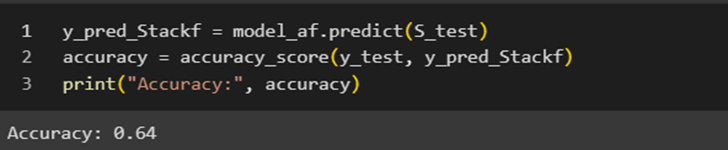 1 y_pred_Stackf = model_af.predict(S_test)
2 accuracy = accuracy_score(y_test, y_pred_Stackf)
3 print("Accuracy:", accuracy)
Accuracy: 0.64